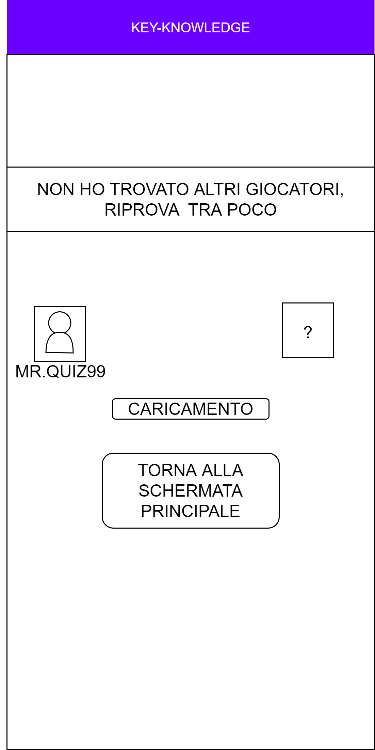 KEY-KNOWLEDGE
NON HO TROVATO ALTRI GIOCATORI,
RIPROVA TRA POCO
?
MR.QUIZ99
CARICAMENTO
TORNA ALLA
SCHERMATA
PRINCIPALE